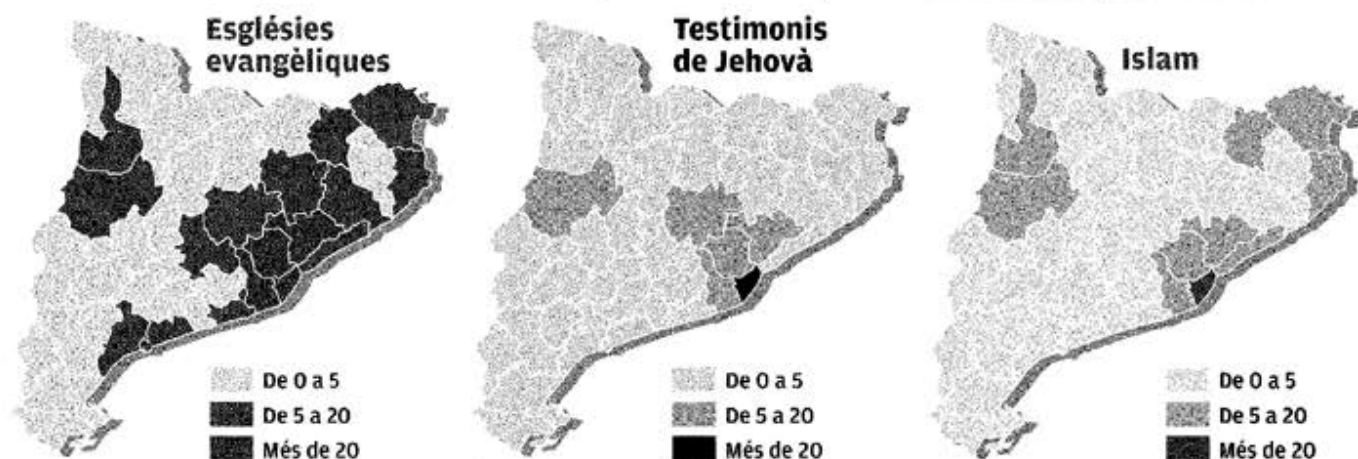 Esglésies
evangèliques
De 0 a 5
De 5 a 20
Més de 20
Testimonis
de Jehovà
De 0 a 5
De 5 a 20
Més de 20
Islam
De 0 a 5
De 5 a 20
Més de 20